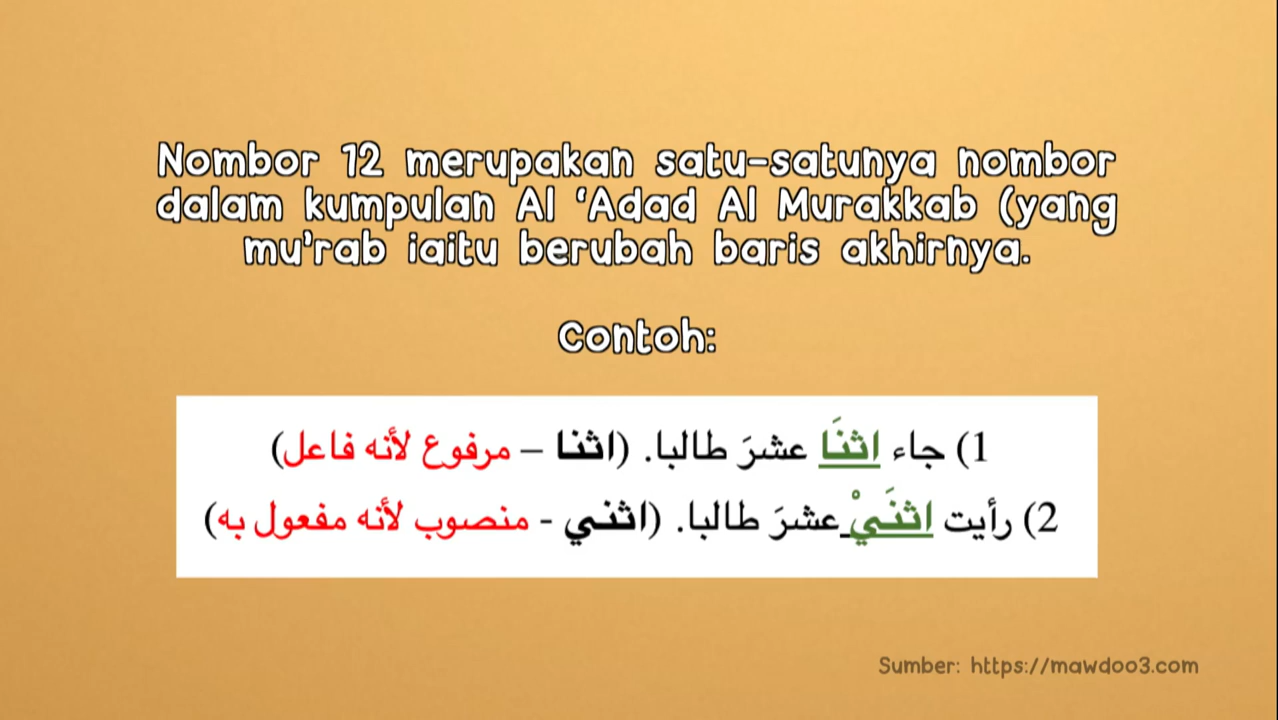 Nombor 12 merupakan satu-satunya nombor
dalam kumpulan Al ‘Adad Al Murakkab (yang
mu’rab iaitu berubah baris akhirnya.
Contoh:
1) جاء اثنَا عشرَ طالبا. (اثنا – مرفوع لأنه فاعل)
2) رأيت اثنَيْ عشرَ طالبا. (اثني - منصوب لأنه مفعول به)
Sumber: https://mawdoo3.com